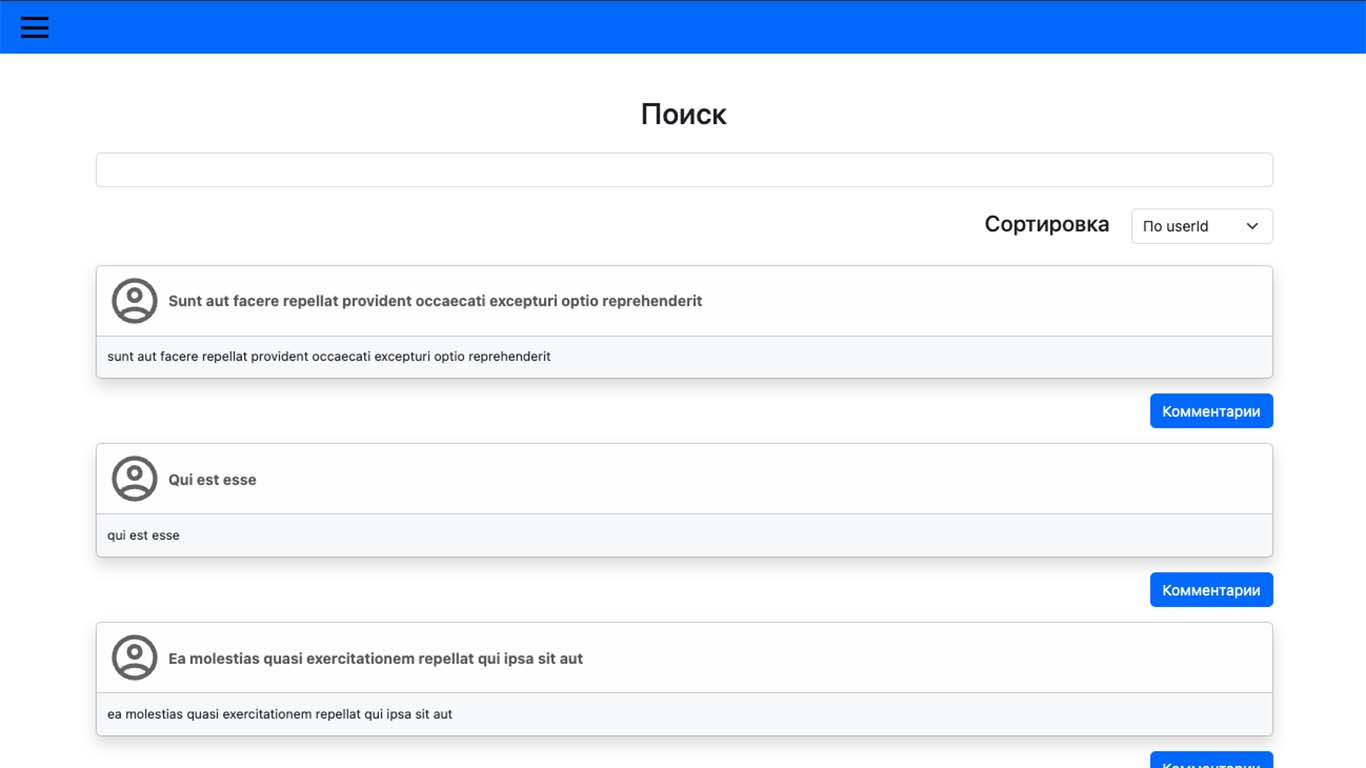 Поиск
Сортировка
По userId
Sunt aut facere repellat provident occaecati excepturi optio reprehenderit
sunt aut facere repellat provident occaecati excepturi optio reprehenderit
Комментарии
Qui est esse
qui est esse
Комментарии
Ea molestias quasi exercitationem repellat qui ipsa sit aut
ea molestias quasi exercitationem repellat qui ipsa sit aut
Комментарии